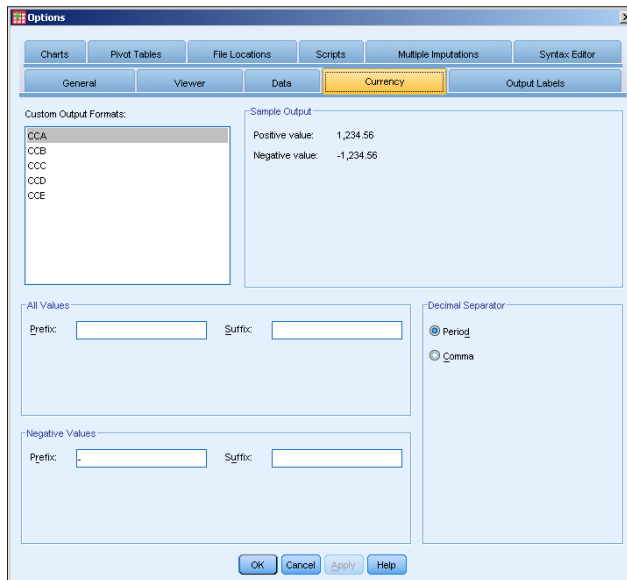 Options
Charts Pivot Tables File Locations Scripts Multiple Imputations Syntax Editor
General Viewer Data Currency Output Labels
Custom Output Formats:
CCA
CCB
CCC
CCD
CCE
Sample Output
Positive value: 1,234.56
Negative value: -1,234.56
All Values
Prefix: Suffix:
Decimal Separator
Period
Comma
Negative Values
Prefix: - Suffix:
OK Cancel Apply Help